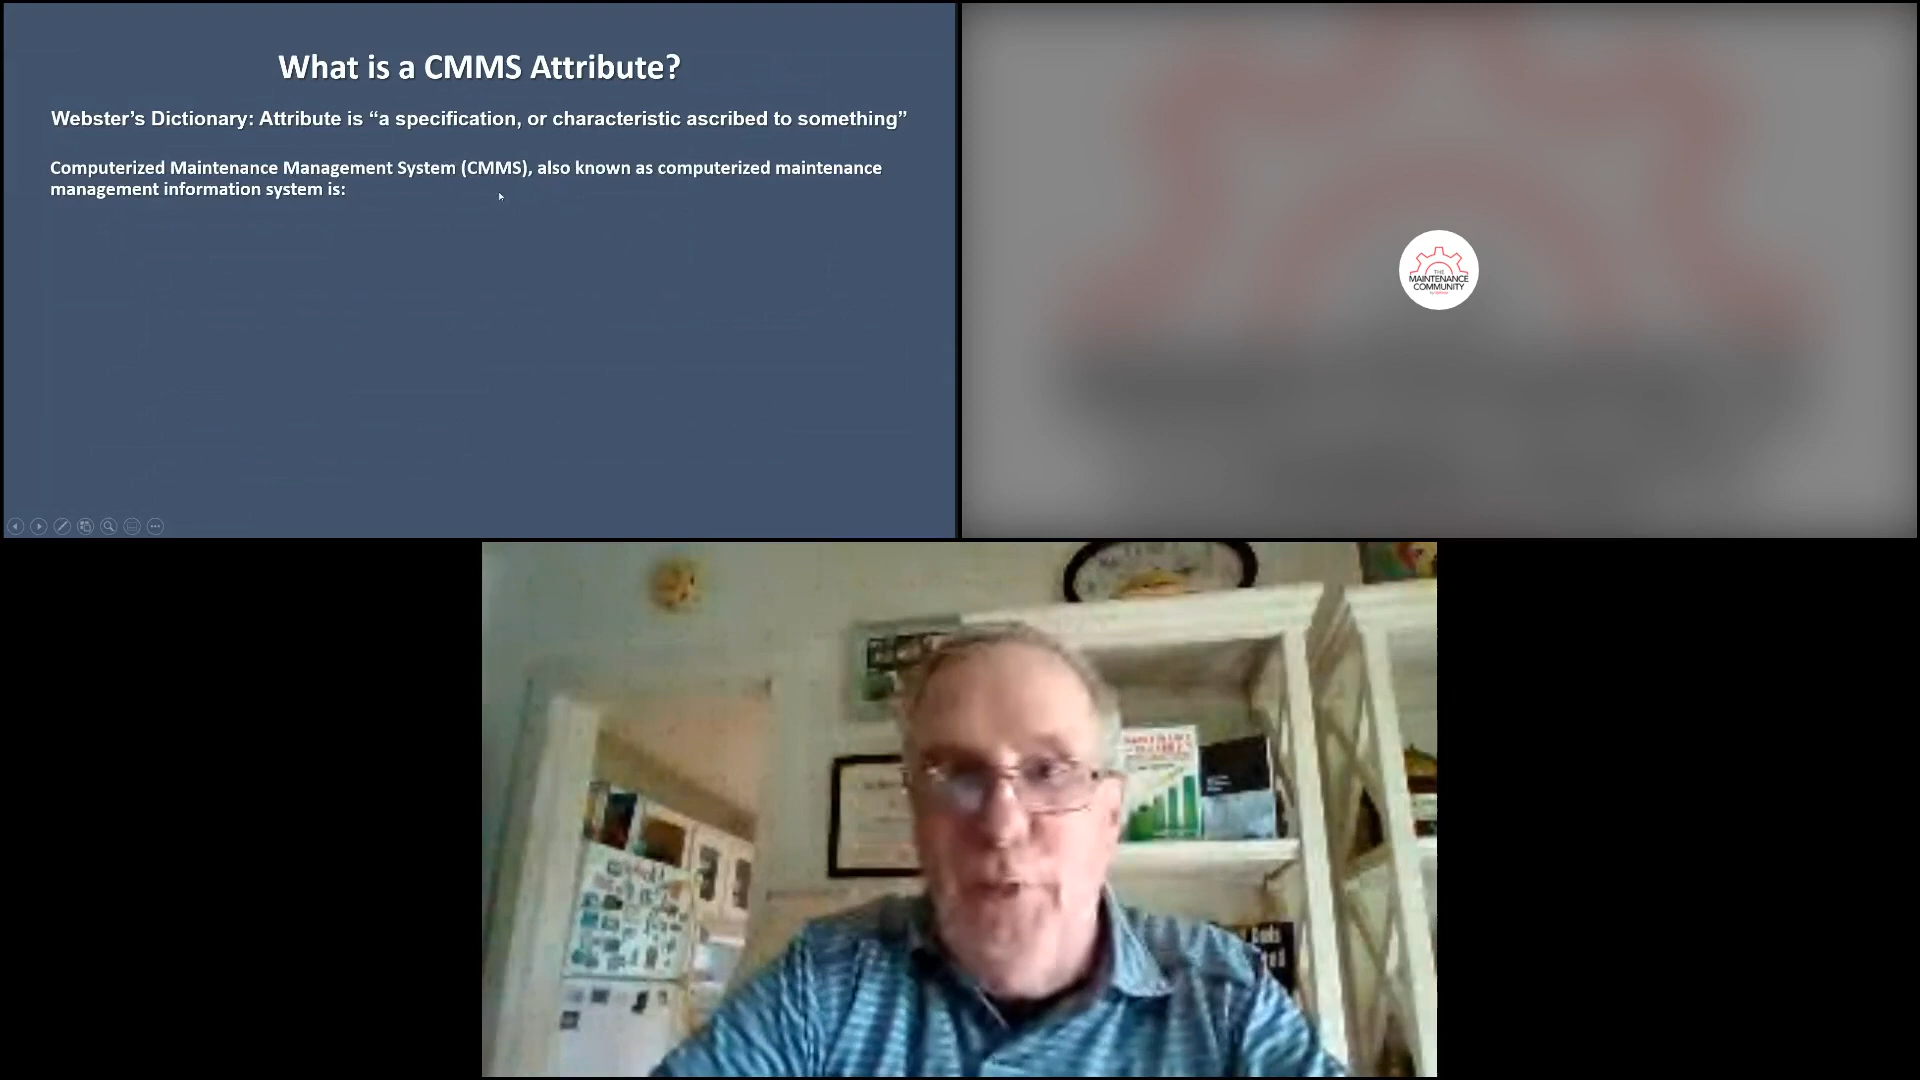 What is a CMMS Attribute?
Webster’s Dictionary: Attribute is “a specification, or characteristic ascribed to something”
Computerized Maintenance Management System (CMMS), also known as computerized maintenance
management information system is:
THE
MAINTENANCE
COMMUNITY